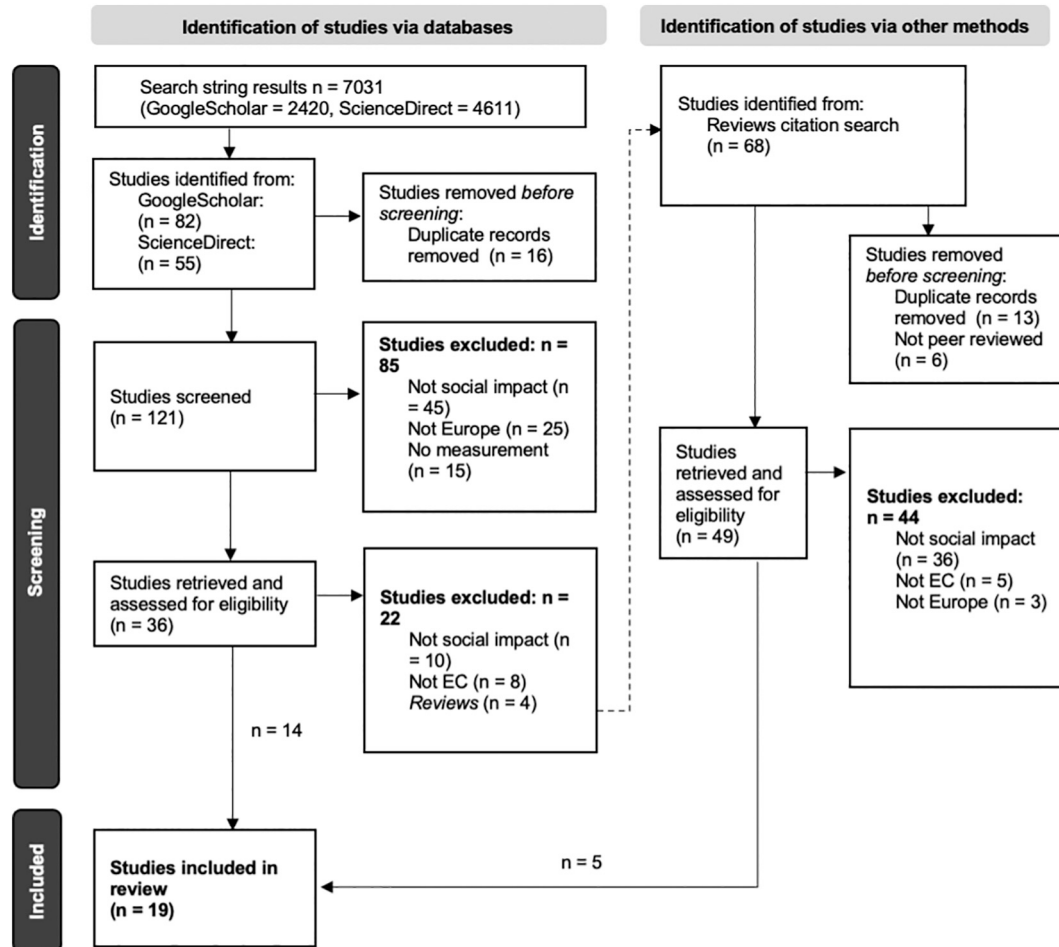 Identification of studies via databases
Identification of studies via other methods
Identification
Search string results n = 7031
(GoogleScholar = 2420, ScienceDirect = 4611)
Studies identified from:
GoogleScholar:
(n = 82)
ScienceDirect:
(n = 55)
Studies removed before
screening:
Duplicate records
removed (n = 16)
Studies identified from:
Reviews citation search
(n = 68)
Studies removed
before screening:
Duplicate records
removed (n = 13)
Not peer reviewed
(n = 6)
Screening
Studies screened
(n = 121)
Studies excluded: n =
85
Not social impact (n
= 45)
Not Europe (n = 25)
No measurement
(n = 15)
Studies retrieved and
assessed for eligibility
(n = 36)
Studies excluded: n =
22
Not social impact (n
= 10)
Not EC (n = 8)
Reviews (n = 4)
Studies
retrieved and
assessed for
eligibility
(n = 49)
Studies excluded:
n = 44
Not social impact
(n = 36)
Not EC (n = 5)
Not Europe (n = 3)
n = 14
Included
Studies included in
review
(n = 19)
n = 5